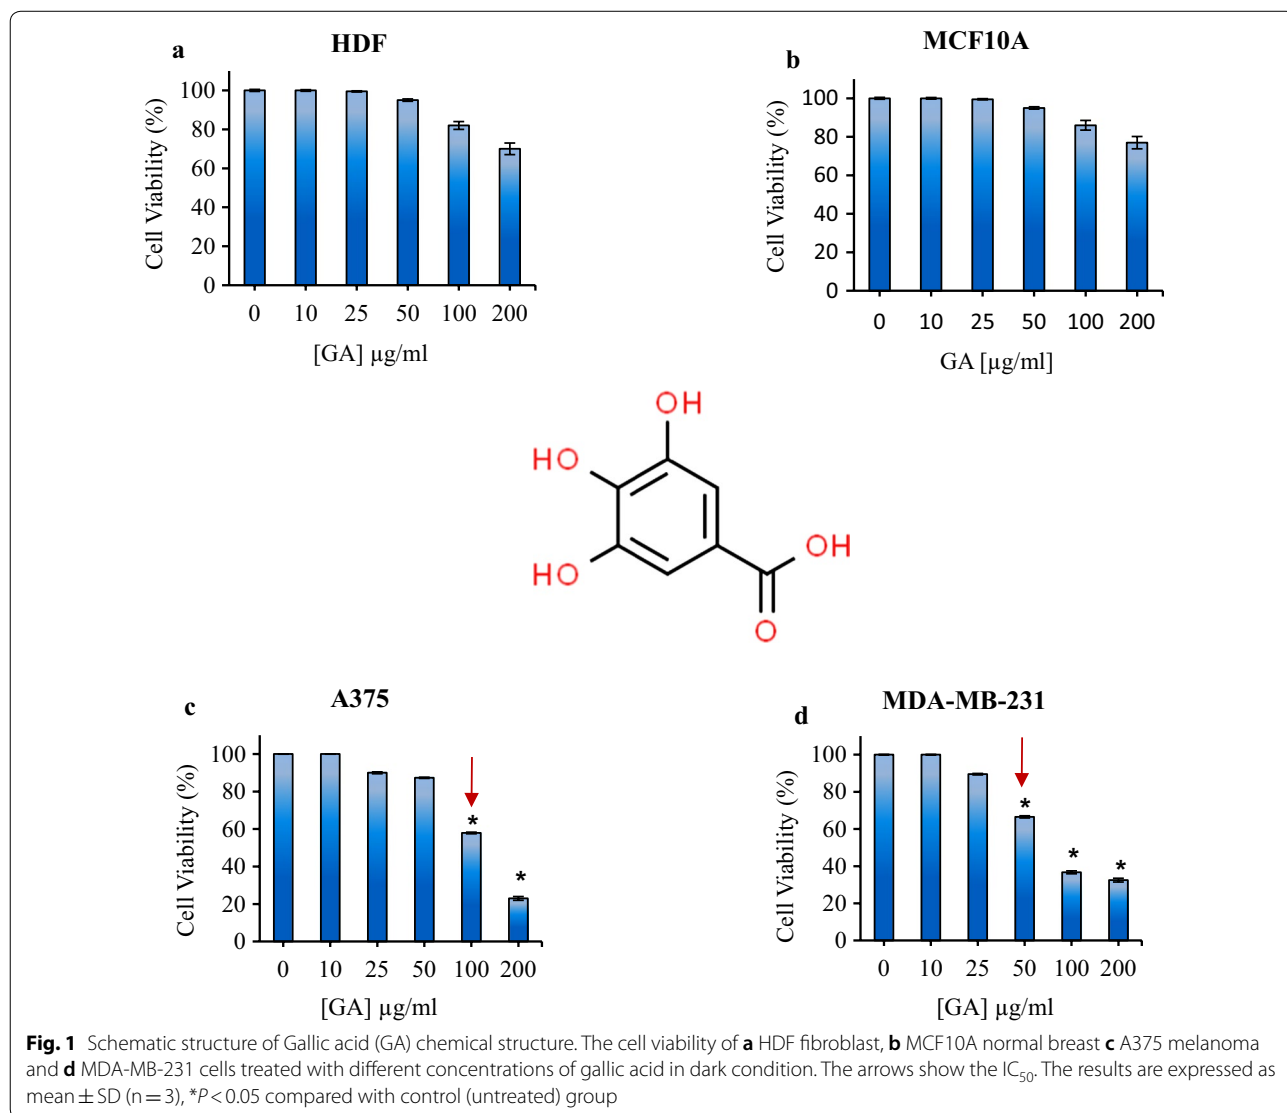 a
HDF
Cell Viability (%)
100
80
60
40
20
0
0 10 25 50 100 200
[GA] µg/ml
b
MCF10A
Cell Viability (%)
100
80
60
40
20
0
0 10 25 50 100 200
GA [µg/ml]
OH
HO
HO
OH
O
c
A375
Cell Viability (%)
100
80
60
40
20
0
*
*
0 10 25 50 100 200
[GA] µg/ml
d
MDA-MB-231
Cell Viability (%)
100
80
60
40
20
0
*
*
*
0 10 25 50 100 200
[GA] µg/ml
Fig. 1 Schematic structure of Gallic acid (GA) chemical structure. The cell viability of a HDF fibroblast, b MCF10A normal breast c A375 melanoma
and d MDA-MB-231 cells treated with different concentrations of gallic acid in dark condition. The arrows show the IC50. The results are expressed as
mean ± SD (n = 3), *P < 0.05 compared with control (untreated) group